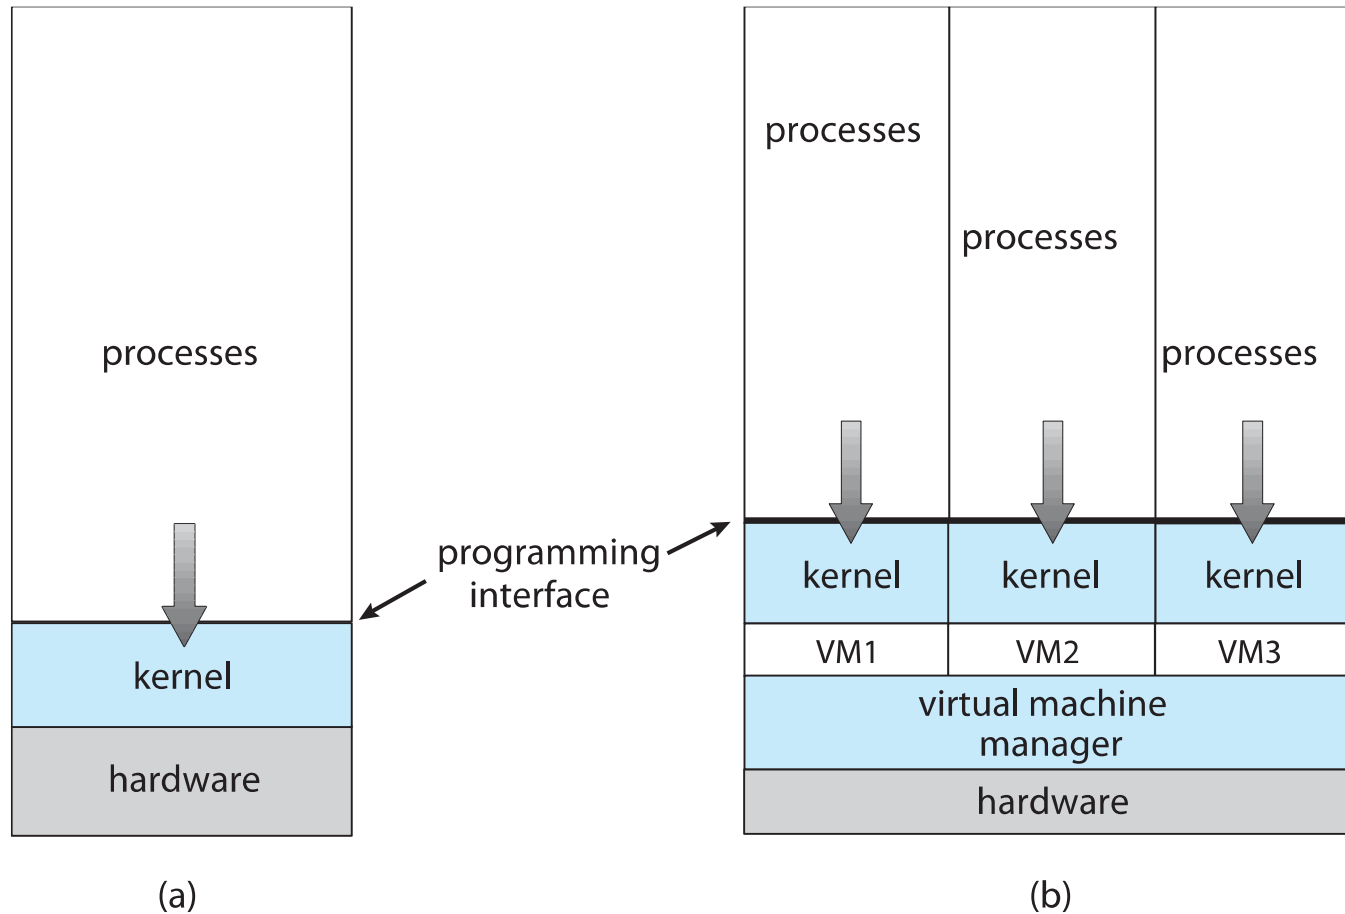 processes
kernel
hardware
(a)
programming
interface
processes
processes
processes
kernel
kernel
kernel
VM1
VM2
VM3
virtual machine
manager
hardware
(b)